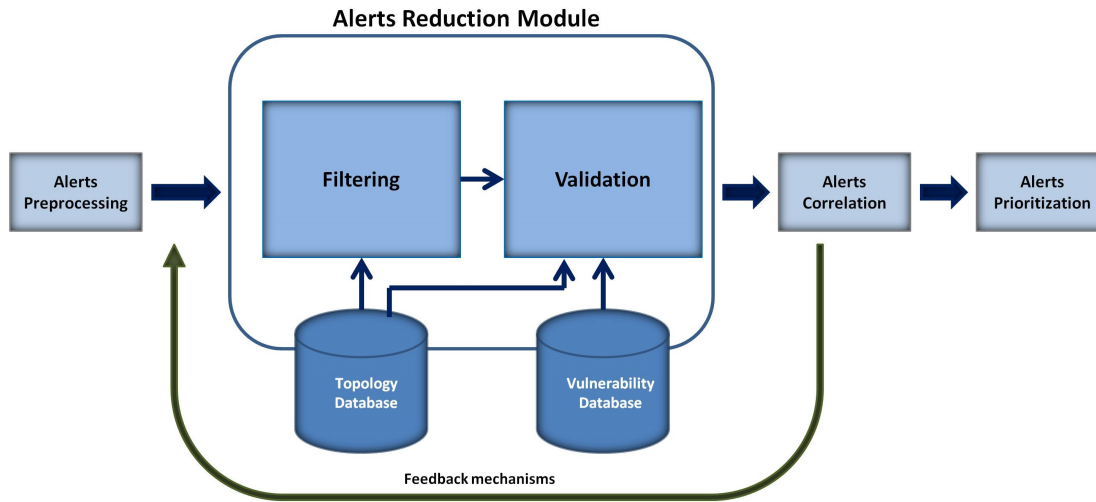 Alerts Reduction Module
Alerts
Preprocessing
Filtering
Validation
Alerts
Correlation
Alerts
Prioritization
Topology
Database
Vulnerability
Database
Feedback mechanisms